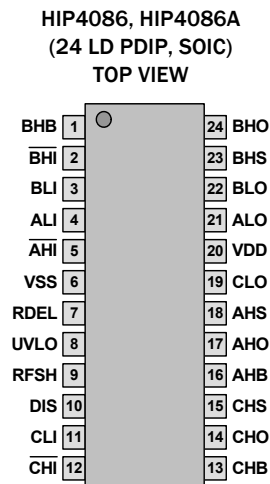 HIP4086, HIP4086A
(24 LD PDIP, SOIC)
TOP VIEW
BHB 1 24 BHO
BHI 2 23 BHS
BLI 3 22 BLO
ALI 4 21 ALO
AHI 5 20 VDD
VSS 6 19 CLO
RDEL 7 18 AHS
UVLO 8 17 AHO
RFSH 9 16 AHB
DIS 10 15 CHS
CLI 11 14 CHO
CHI 12 13 CHB